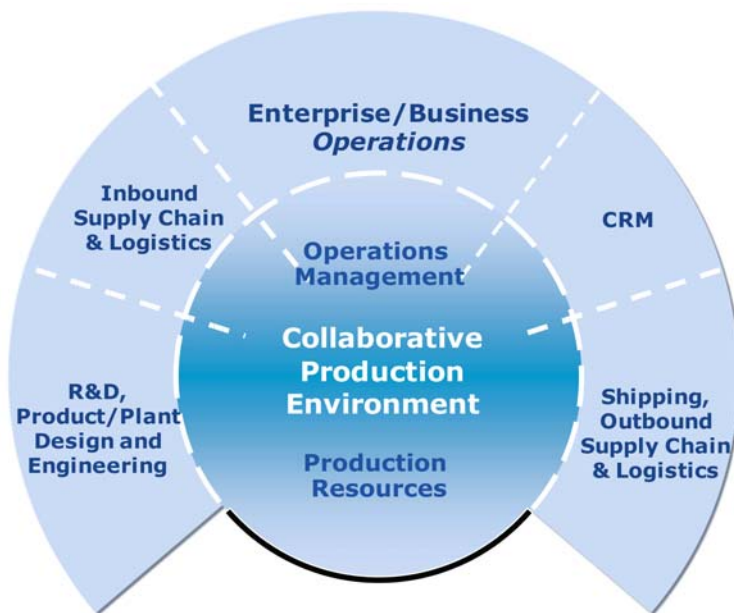 Enterprise/Business
Operations
Inbound
Supply Chain
& Logistics
CRM
Operations
Management
Collaborative
Production
Environment
R&D,
Product/Plant
Design and
Engineering
Shipping,
Outbound
Supply Chain
& Logistics
Production
Resources